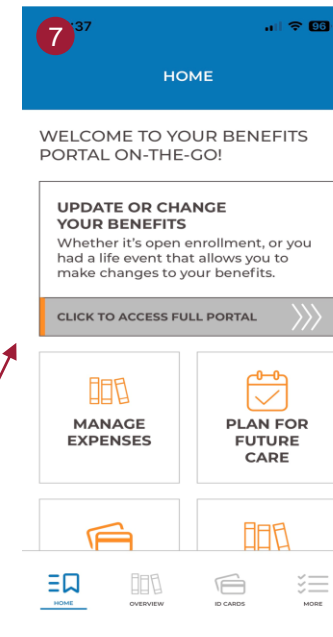 7
:37
96
HOME
WELCOME TO YOUR BENEFITS
PORTAL ON-THE-GO!
UPDATE OR CHANGE
YOUR BENEFITS
Whether it's open enrollment, or you
had a life event that allows you to
make changes to your benefits.
CLICK TO ACCESS FULL PORTAL
MANAGE
EXPENSES
PLAN FOR
FUTURE
CARE
HOME
OVERVIEW
ID CARDS
MORE